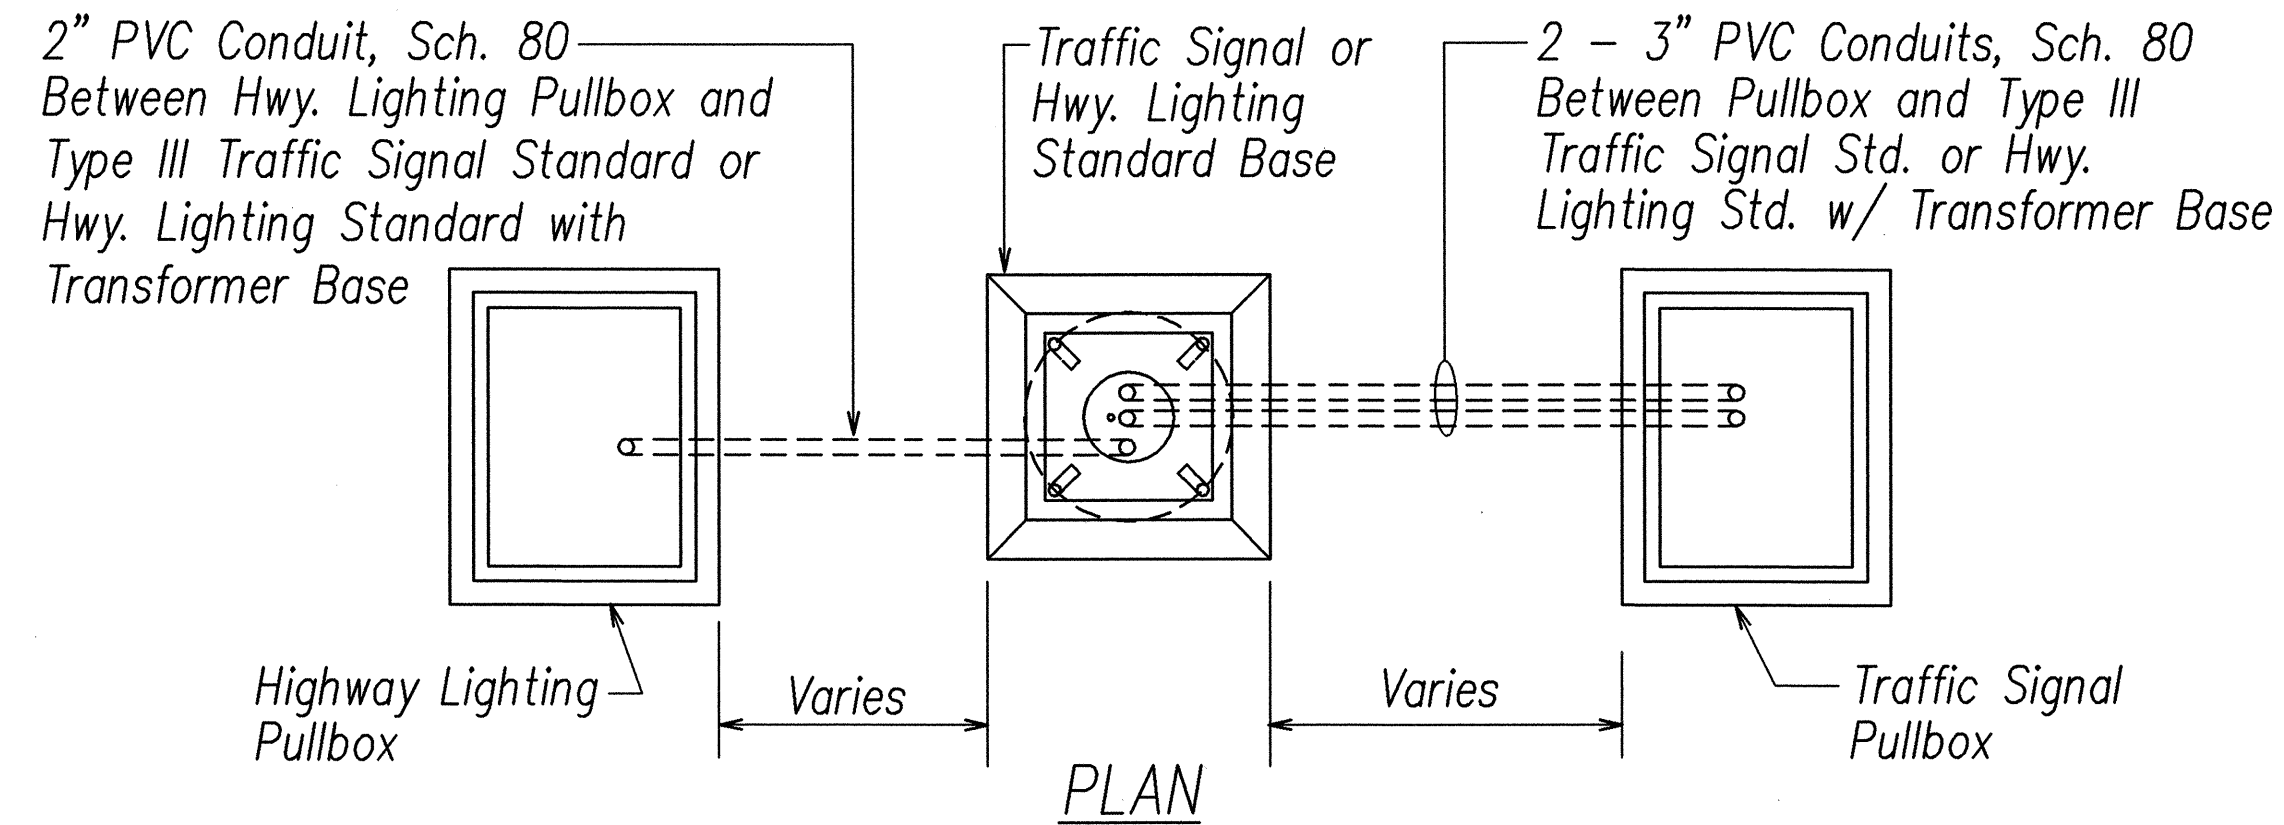 2" PVC Conduit, Sch. 80
Between Hwy. Lighting Pullbox and
Type III Traffic Signal Standard or
Hwy. Lighting Standard with
Transformer Base
Traffic Signal or
Hwy. Lighting
Standard Base
2 - 3" PVC Conduits, Sch. 80
Between Pullbox and Type III
Traffic Signal Std. or Hwy.
Lighting Std. w/ Transformer Base
Highway Lighting
Pullbox
Varies
Varies
Traffic Signal
Pullbox
PLAN